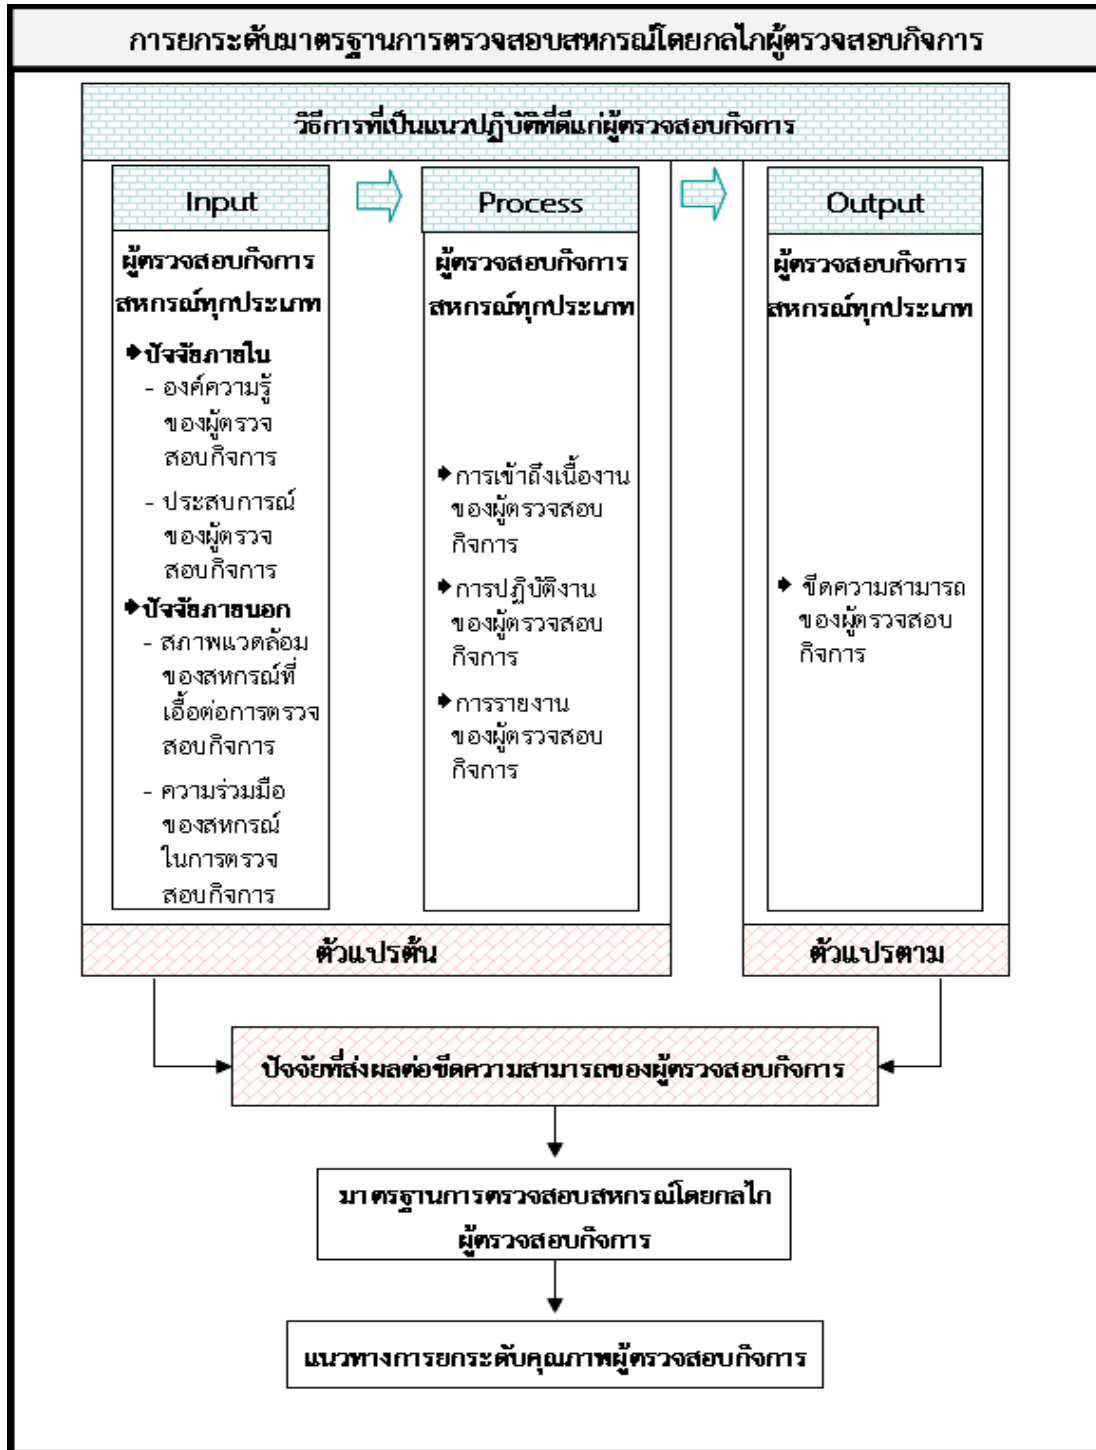 การยกระดับมาตรฐานการตรวจสอบสหกรณ์โดยกลไกผู้ตรวจสอบกิจการ
วิธีการที่เป็นแนวปฏิบัติที่ดีแก่ผู้ตรวจสอบกิจการ
Input
ผู้ตรวจสอบกิจการ
สหกรณ์ทุกประเภท
ปัจจัยภายใน
- องค์ความรู้
ของผู้ตรวจ
สอบกิจการ
- ประสบการณ์
ของผู้ตรวจ
สอบกิจการ
ปัจจัยภายนอก
- สภาพแวดล้อม
ของสหกรณ์ที่
เอื้อต่อการตรวจ
สอบกิจการ
- ความร่วมมือ
ของสหกรณ์
ในการตรวจ
สอบกิจการ
Process
ผู้ตรวจสอบกิจการ
สหกรณ์ทุกประเภท
การเข้าถึงเนื้องาน
ของผู้ตรวจสอบ
กิจการ
การปฏิบัติงาน
ของผู้ตรวจสอบ
กิจการ
การรายงาน
ของผู้ตรวจสอบ
กิจการ
Output
ผู้ตรวจสอบกิจการ
สหกรณ์ทุกประเภท
ขีดความสามารถ
ของผู้ตรวจสอบ
กิจการ
ตัวแปรต้น
ตัวแปรตาม
ปัจจัยที่ส่งผลต่อขีดความสามารถของผู้ตรวจสอบกิจการ
มาตรฐานการตรวจสอบสหกรณ์โดยกลไก
ผู้ตรวจสอบกิจการ
แนวทางการยกระดับคุณภาพผู้ตรวจสอบกิจการ